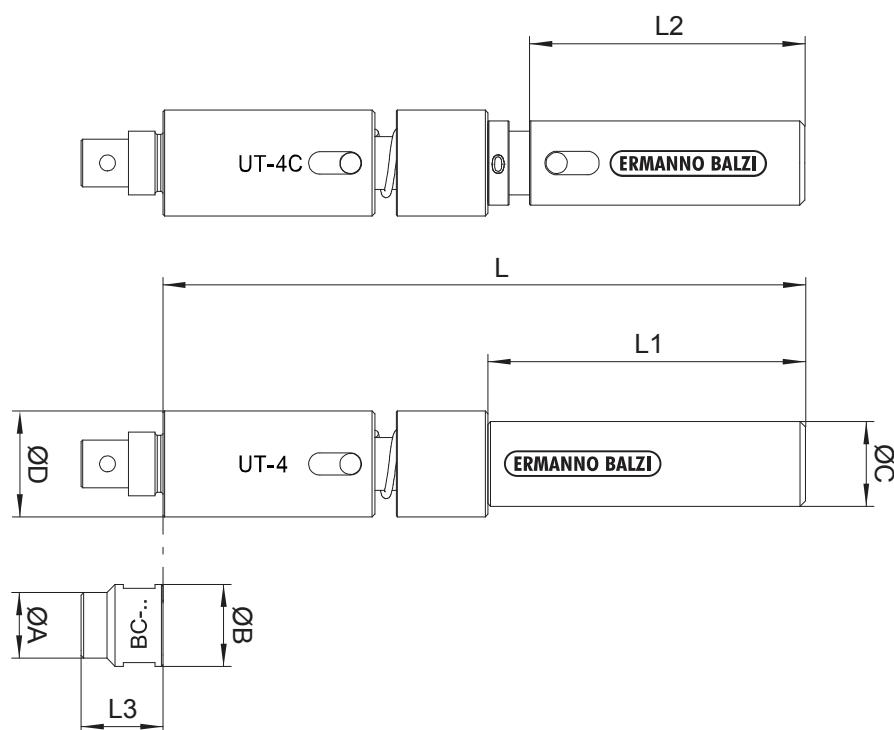 L2
UT-4C
ERMANNO BALZI
L
L1
ØD
UT-4
ERMANNO BALZI
ØC
ØA
BC-..
ØB
L3